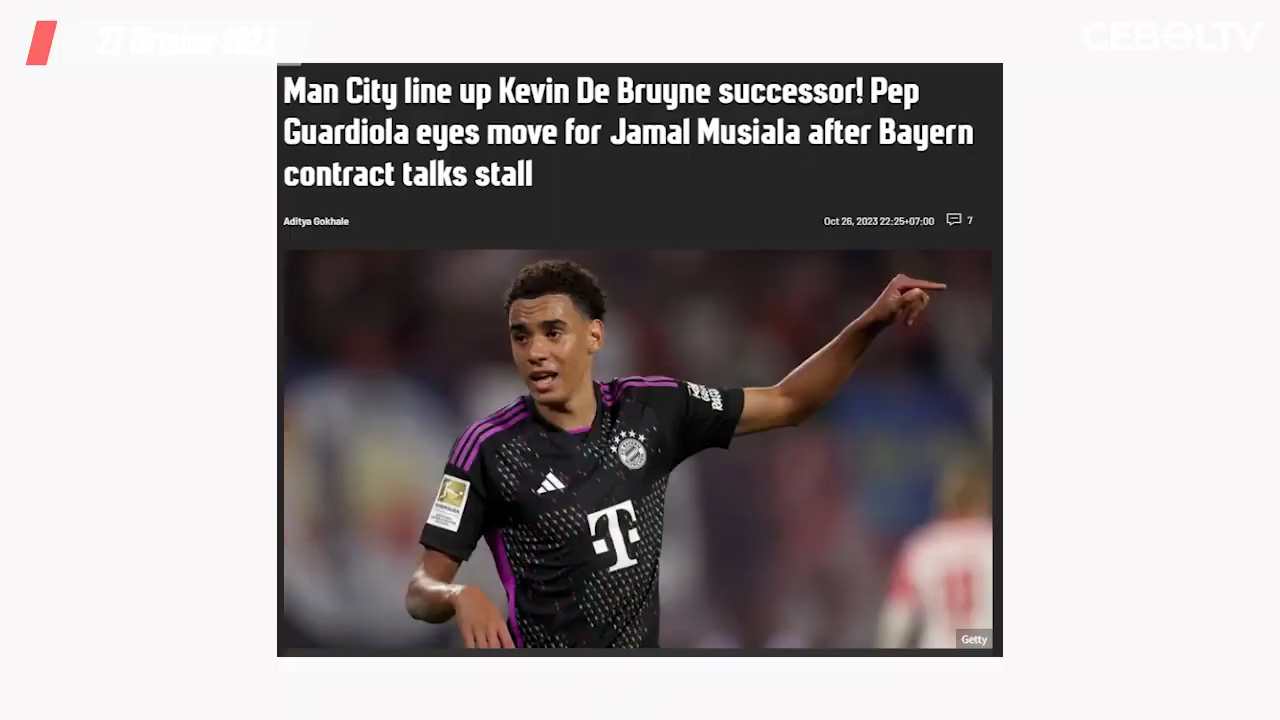 27 Oktober 2023
CEBOLTV
Man City line up Kevin De Bruyne successor! Pep
Guardiola eyes move for Jamal Musiala after Bayern
contract talks stall
Aditya Gokhale
Oct 26, 2023 22:25+07:00
7
T
Getty